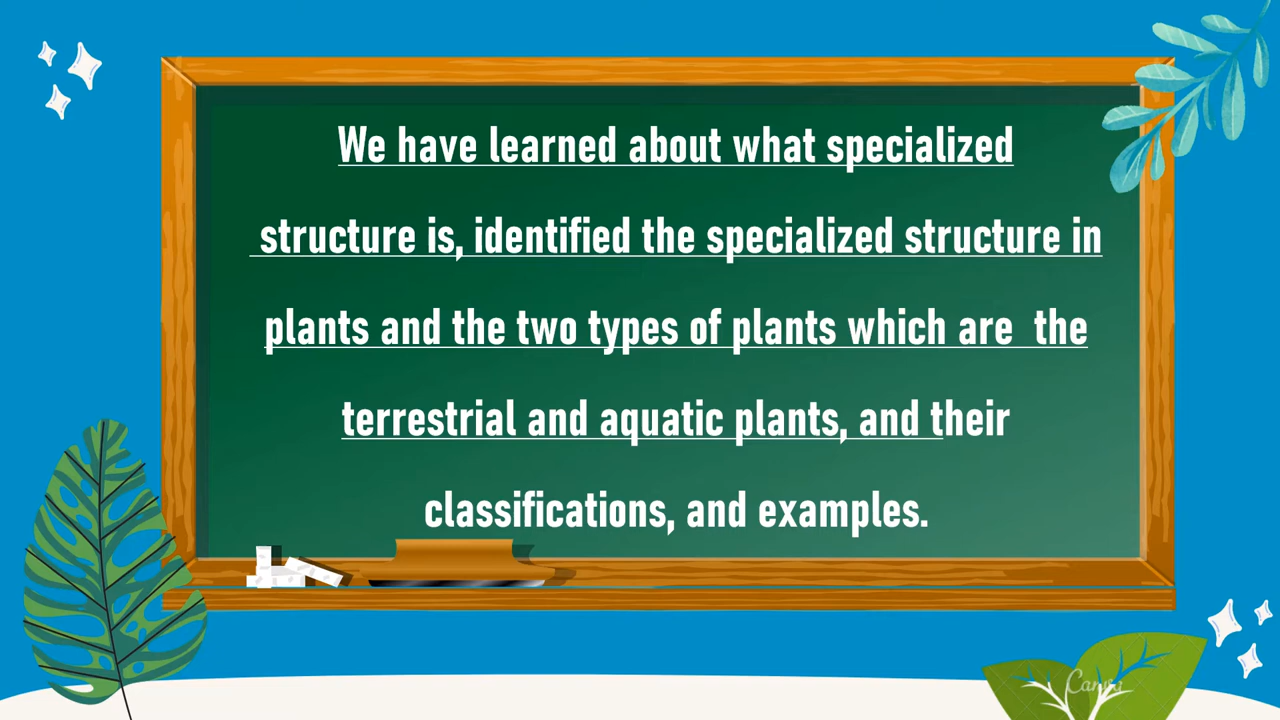 We have learned about what specialized
structure is, identified the specialized structure in
plants and the two types of plants which are  the
terrestrial and aquatic plants, and their
classifications, and examples.
Canva